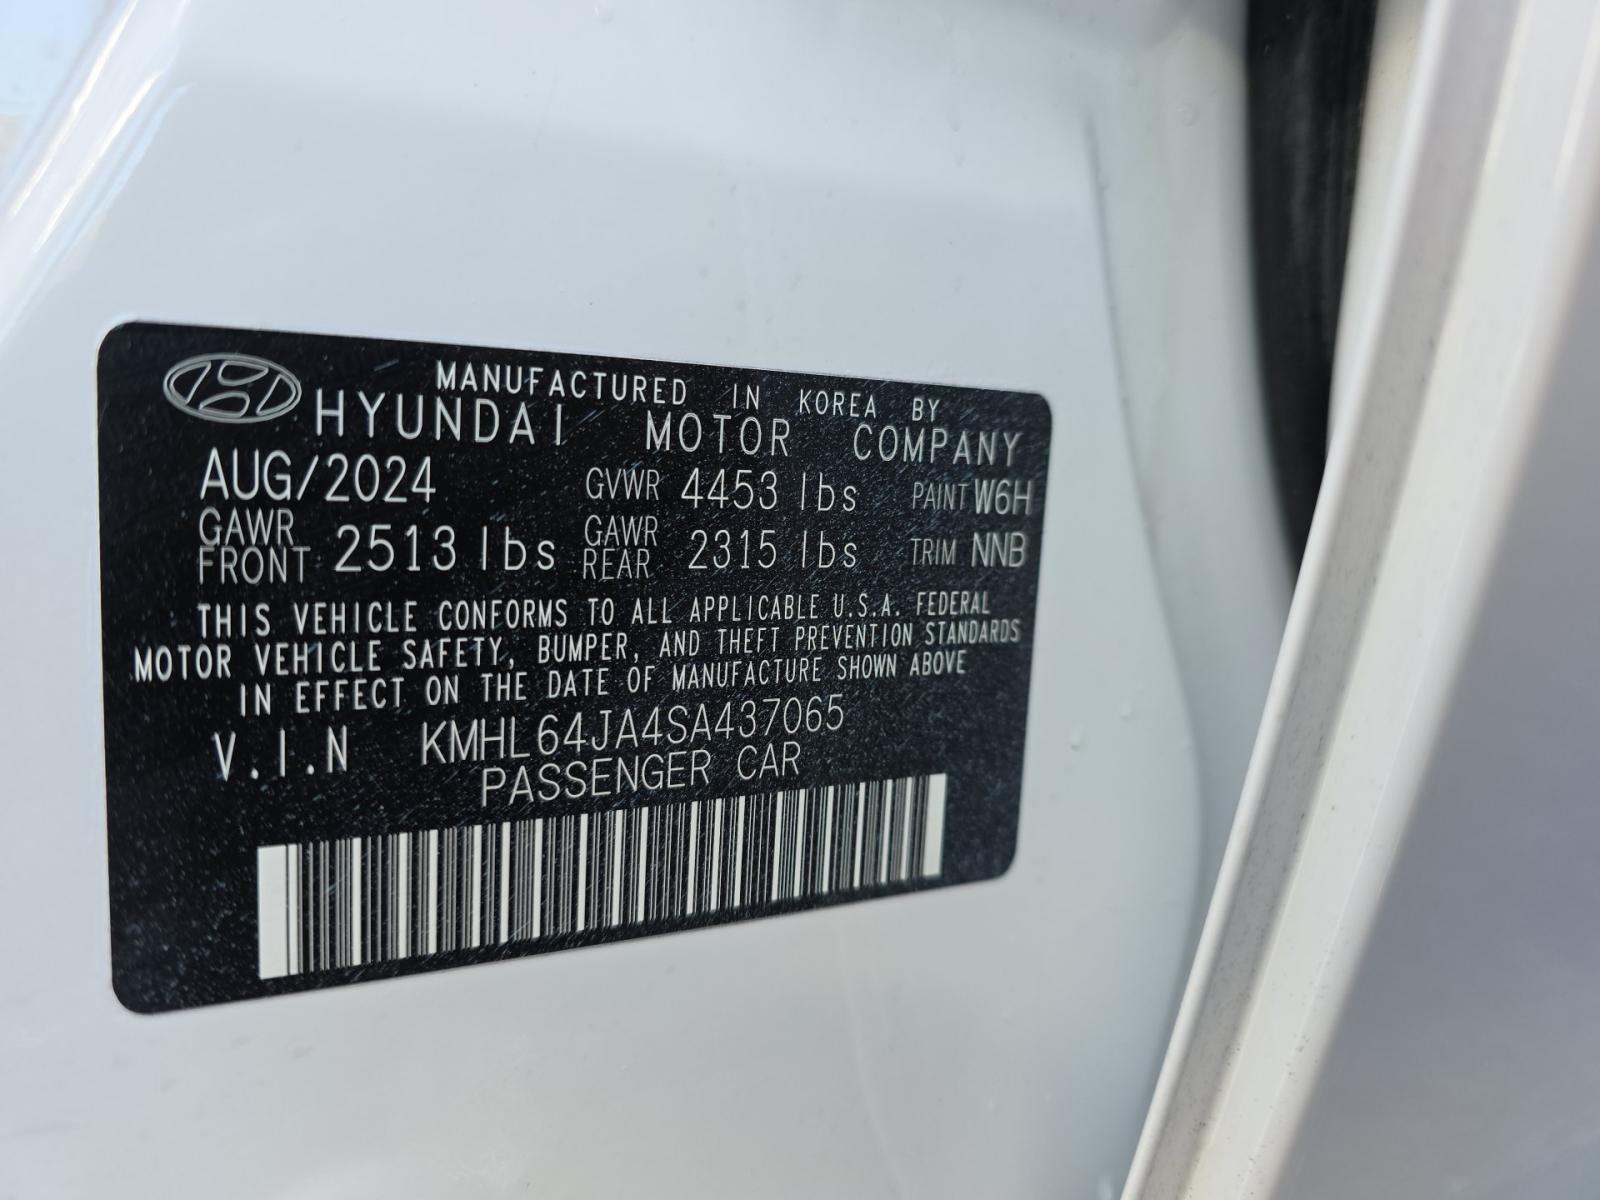 MANUFACTURED IN KOREA BY
HYUNDAI MOTOR COMPANY
AUG/2024 GVWR 4453 lbs PAINT W6H
GAWR FRONT 2513 lbs GAWR REAR 2315 lbs TRIM NNB
THIS VEHICLE CONFORMS TO ALL APPLICABLE U.S.A. FEDERAL
MOTOR VEHICLE SAFETY, BUMPER, AND THEFT PREVENTION STANDARDS
IN EFFECT ON THE DATE OF MANUFACTURE SHOWN ABOVE
V.I.N KMHL64JA4SA437065
PASSENGER CAR